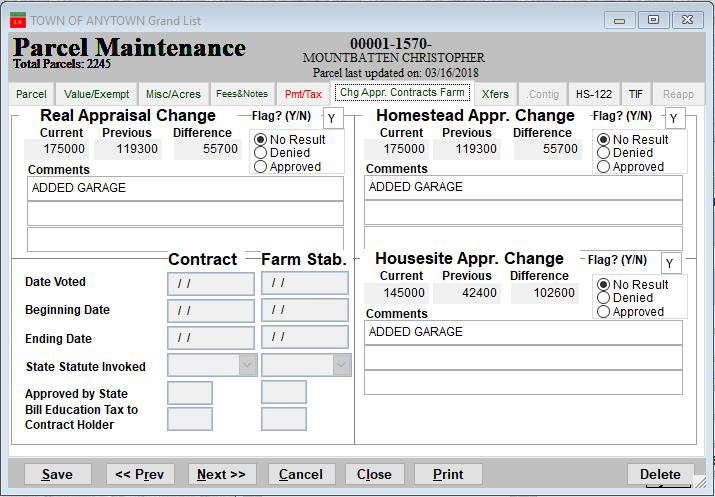 TOWN OF ANYTOWN Grand List
Parcel Maintenance
Total Parcels: 2245
00001-1570-
MOUNTBATTEN CHRISTOPHER
Parcel last updated on: 03/16/2018
Parcel Value/Exempt Misc/Acres Fees&Notes Pmt/Tax Chg Appr. Contracts Farm Xfers .Contig HS-122 TIF Reapp
Real Appraisal Change Flag? (Y/N) Y
Current Previous Difference
175000 119300 55700
No Result
Denied
Approved
Comments
ADDED GARAGE
Homestead Appr. Change Flag? (Y/N) Y
Current Previous Difference
175000 119300 55700
No Result
Denied
Approved
Comments
ADDED GARAGE
Contract Farm Stab.
Date Voted / / / /
Beginning Date / / / /
Ending Date / / / /
State Statute Invoked
Approved by State
Bill Education Tax to
Contract Holder
Housesite Appr. Change Flag? (Y/N) Y
Current Previous Difference
145000 42400 102600
No Result
Denied
Approved
Comments
ADDED GARAGE
Save << Prev Next >> Cancel Close Print Delete